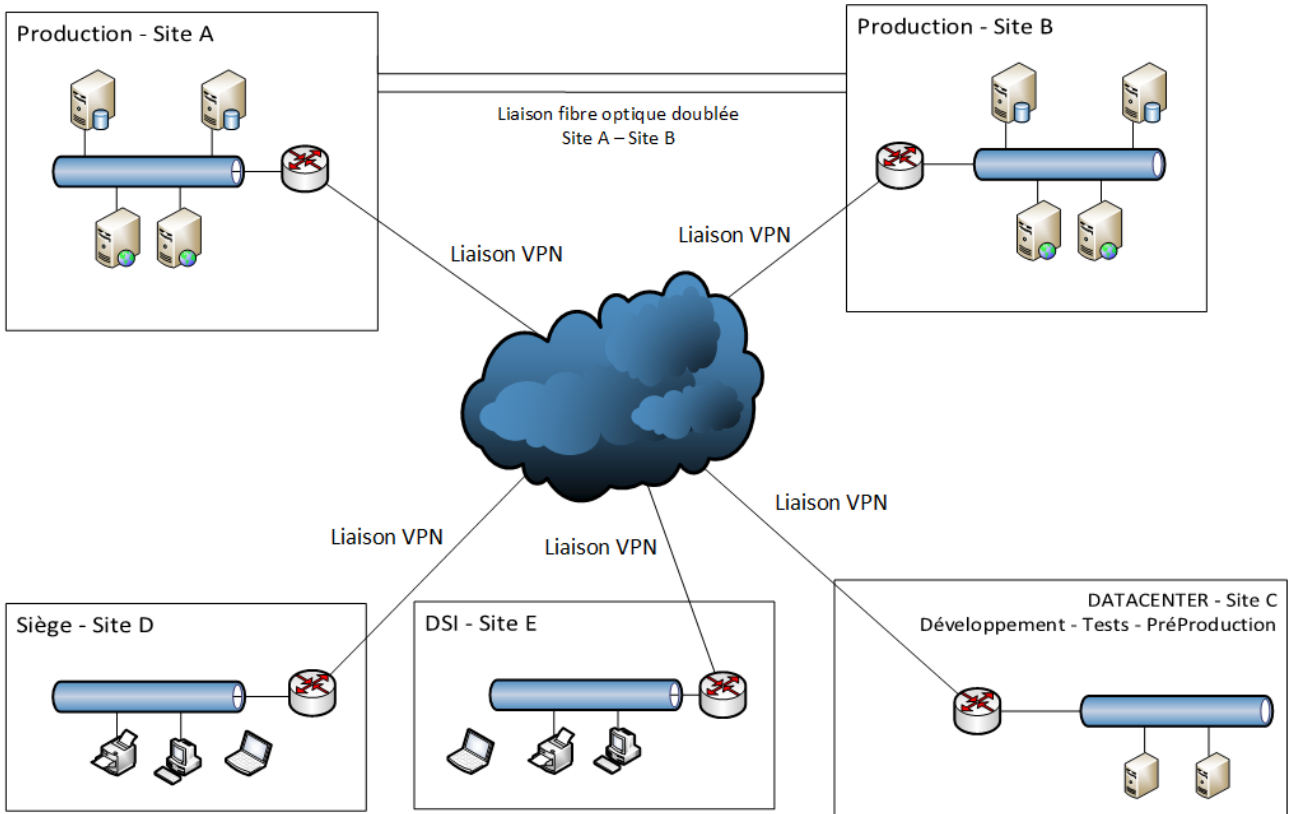 Production - Site A
Production - Site B
Liaison fibre optique doublée
Site A – Site B
Liaison VPN
Liaison VPN
Liaison VPN
Liaison VPN
Liaison VPN
Siège - Site D
DSI - Site E
DATACENTER - Site C
Développement - Tests - PréProduction